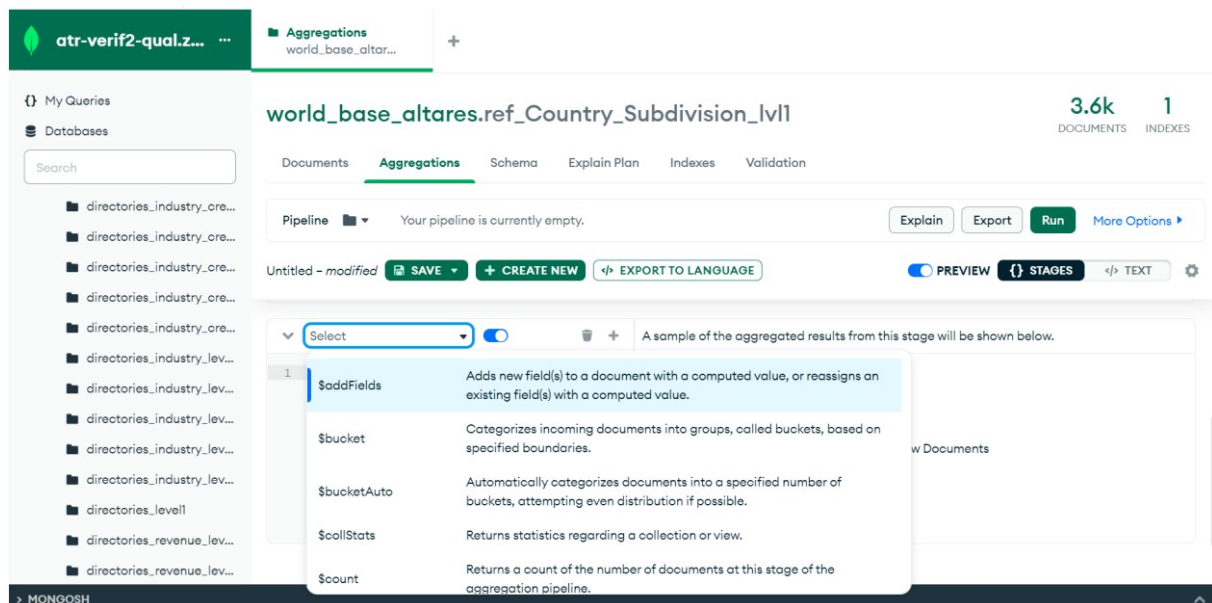 atr-verif2-qual.z... ...
Aggregations
world_base_altar...
+
{} My Queries
Databases
Search
directories_industry_cre...
directories_industry_cre...
directories_industry_cre...
directories_industry_cre...
directories_industry_cre...
directories_industry_lev...
directories_industry_lev...
directories_industry_lev...
directories_industry_lev...
directories_industry_lev...
directories_level1
directories_revenue_lev...
directories_revenue_lev...
world_base_altares.ref_Country_Subdivision_lvl1
3.6k DOCUMENTS
1 INDEXES
Documents Aggregations Schema Explain Plan Indexes Validation
Pipeline Your pipeline is currently empty. Explain Export Run More Options
Untitled – modified SAVE + CREATE NEW </> EXPORT TO LANGUAGE PREVIEW {} STAGES </> TEXT
Select + A sample of the aggregated results from this stage will be shown below.
1
$addFields Adds new field(s) to a document with a computed value, or reassigns an
existing field(s) with a computed value.
$bucket Categorizes incoming documents into groups, called buckets, based on
specified boundaries.
w Documents
$bucketAuto Automatically categorizes documents into a specified number of
buckets, attempting even distribution if possible.
$collStats Returns statistics regarding a collection or view.
$count Returns a count of the number of documents at this stage of the
aggregation pipeline.
> MONGOSH